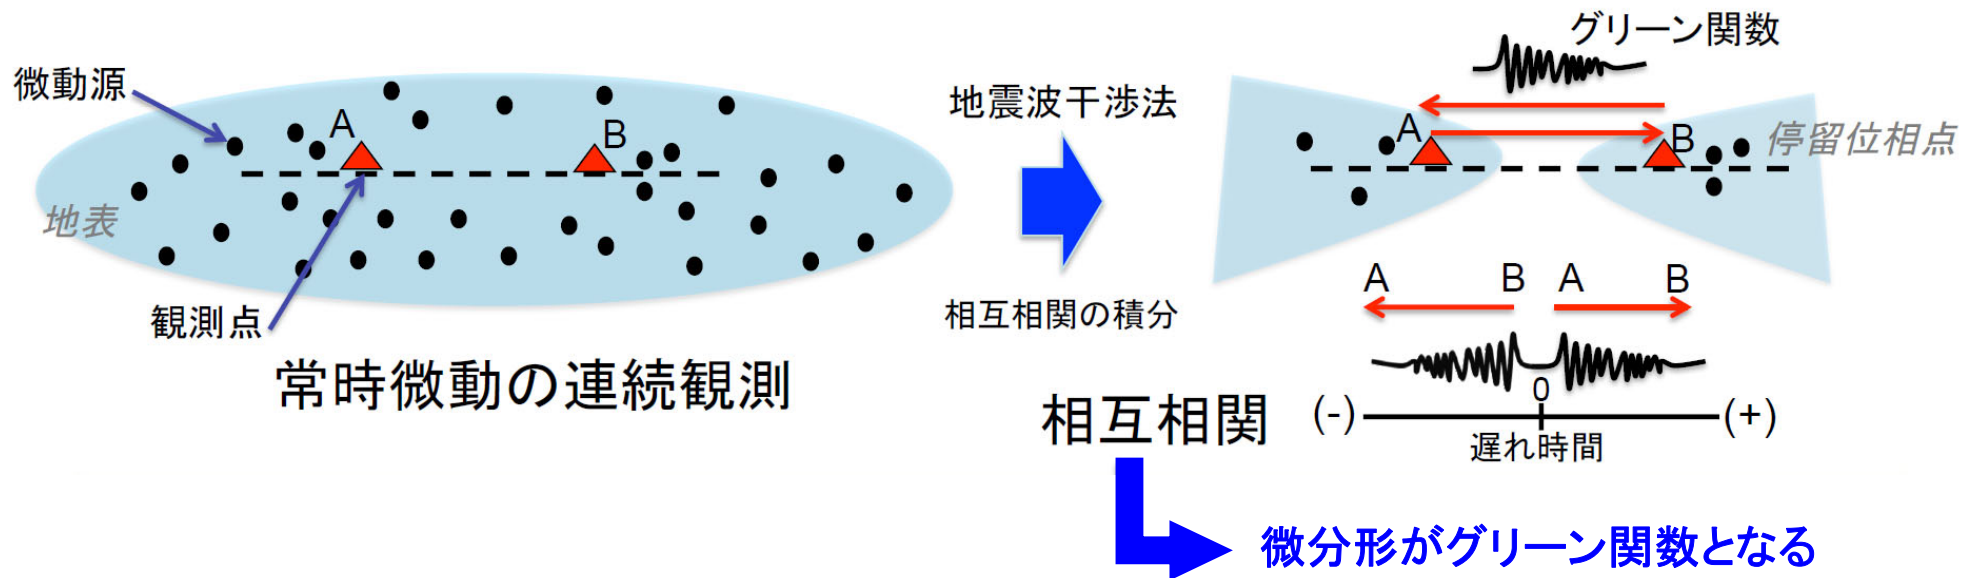 微動源
A
B
地表
観測点
常時微動の連続観測
地震波干渉法
相互相関の積分
グリーン関数
A
B
停留位相点
A B A B
0
(-)
(+)
遅れ時間
相互相関
微分形がグリーン関数となる